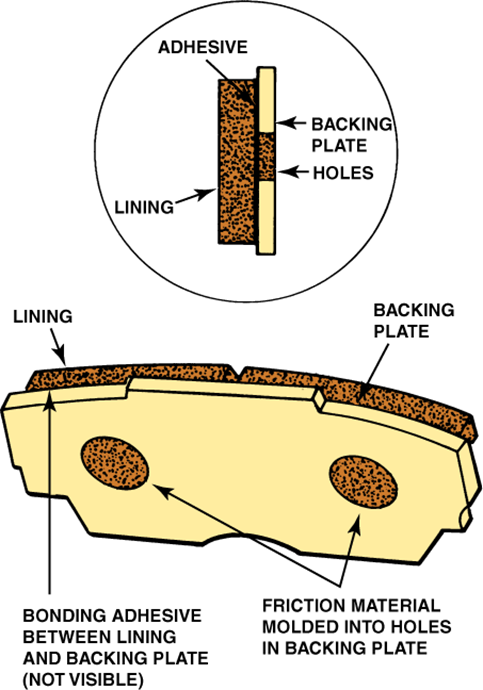 ADHESIVE
BACKING
PLATE
HOLES
LINING
LINING
BACKING
PLATE
BONDING ADHESIVE
BETWEEN LINING
AND BACKING PLATE
(NOT VISIBLE)
FRICTION MATERIAL
MOLDED INTO HOLES
IN BACKING PLATE